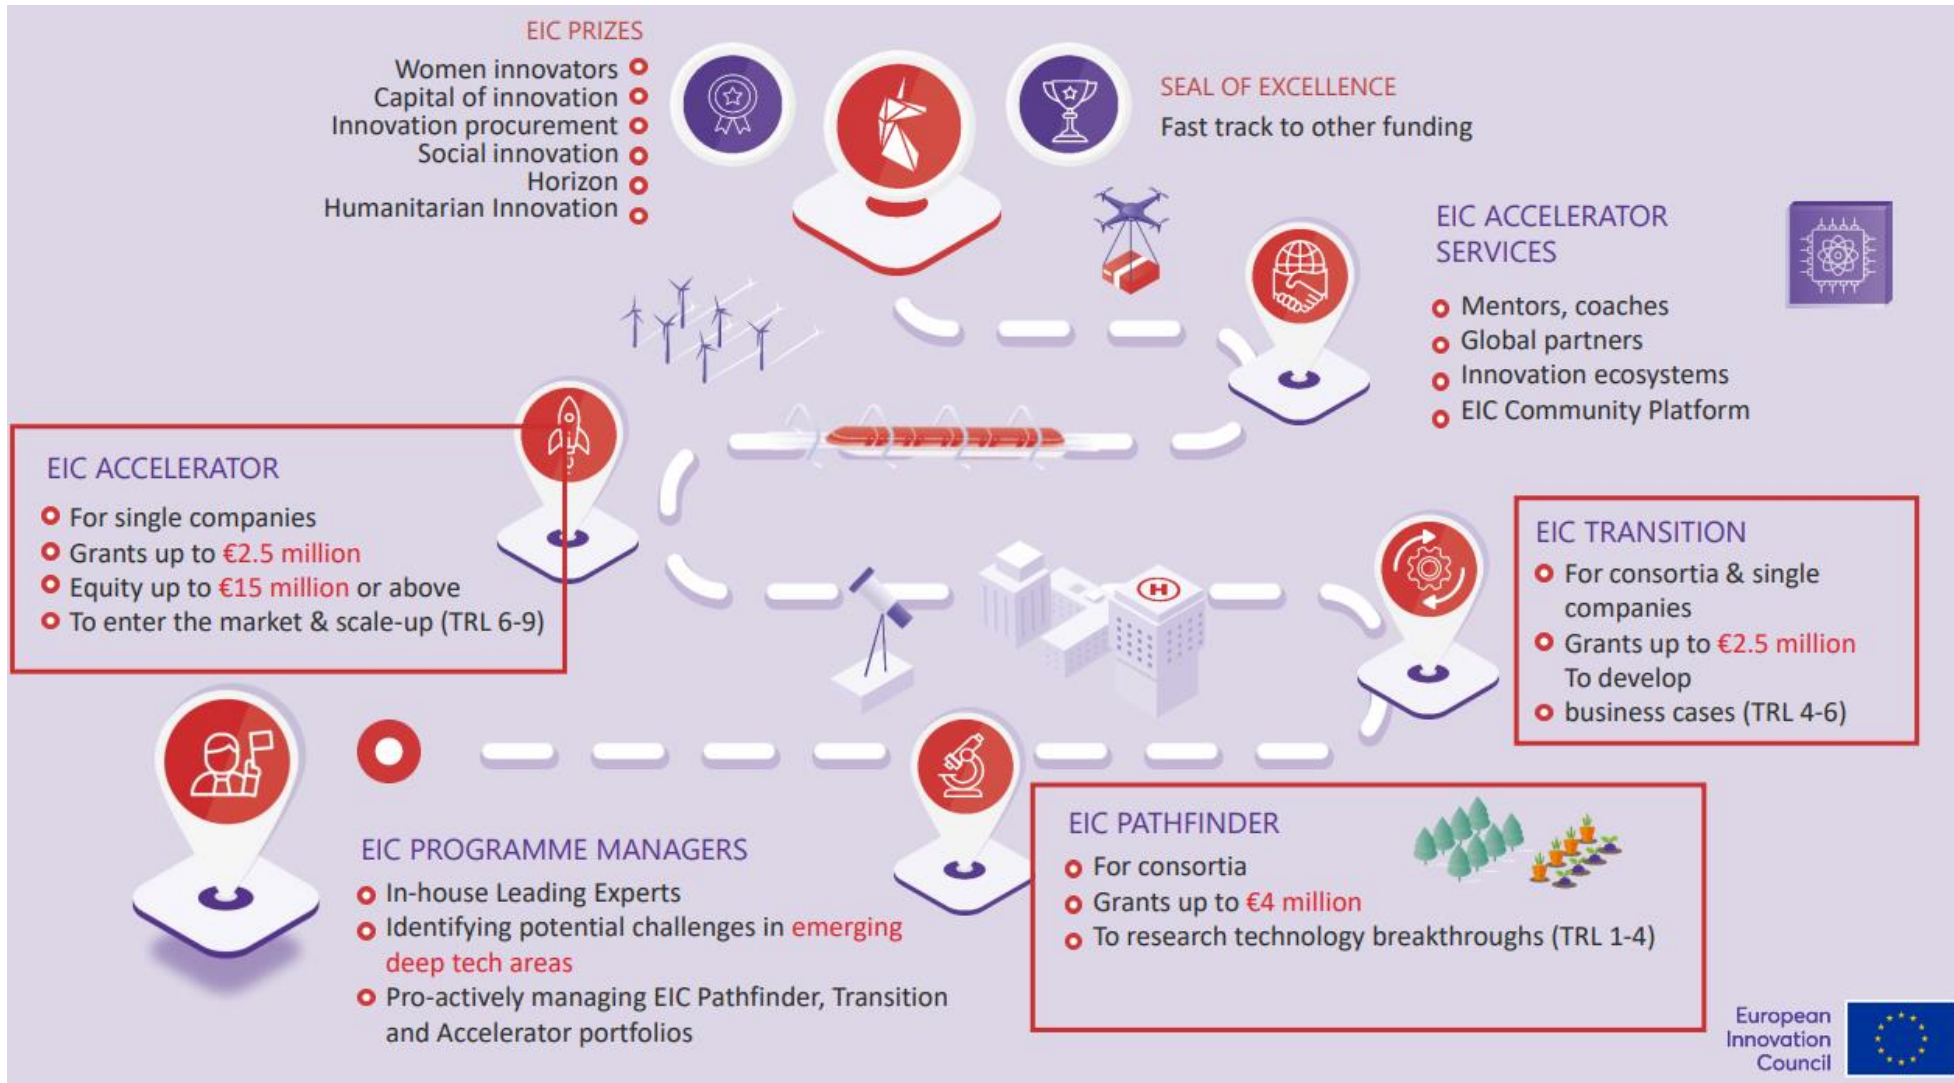 EIC PRIZES
Women innovators
Capital of innovation
Innovation procurement
Social innovation
Horizon
Humanitarian Innovation
SEAL OF EXCELLENCE
Fast track to other funding
EIC ACCELERATOR
SERVICES
Mentors, coaches
Global partners
Innovation ecosystems
EIC Community Platform
EIC ACCELERATOR
For single companies
Grants up to €2.5 million
Equity up to €15 million or above
To enter the market & scale-up (TRL 6-9)
H
EIC TRANSITION
For consortia & single
companies
Grants up to €2.5 million
To develop
business cases (TRL 4-6)
EIC PROGRAMME MANAGERS
In-house Leading Experts
Identifying potential challenges in emerging
deep tech areas
Pro-actively managing EIC Pathfinder, Transition
and Accelerator portfolios
EIC PATHFINDER
For consortia
Grants up to €4 million
To research technology breakthroughs (TRL 1-4)
European
Innovation
Council